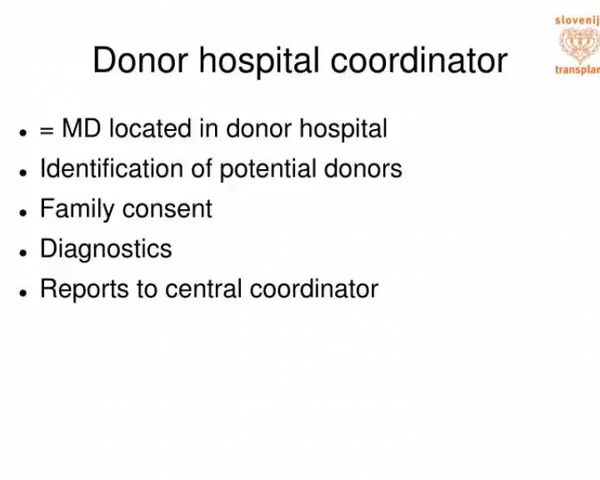 slovenij
transplan
Donor hospital coordinator
• = MD located in donor hospital
• Identification of potential donors
• Family consent
• Diagnostics
• Reports to central coordinator